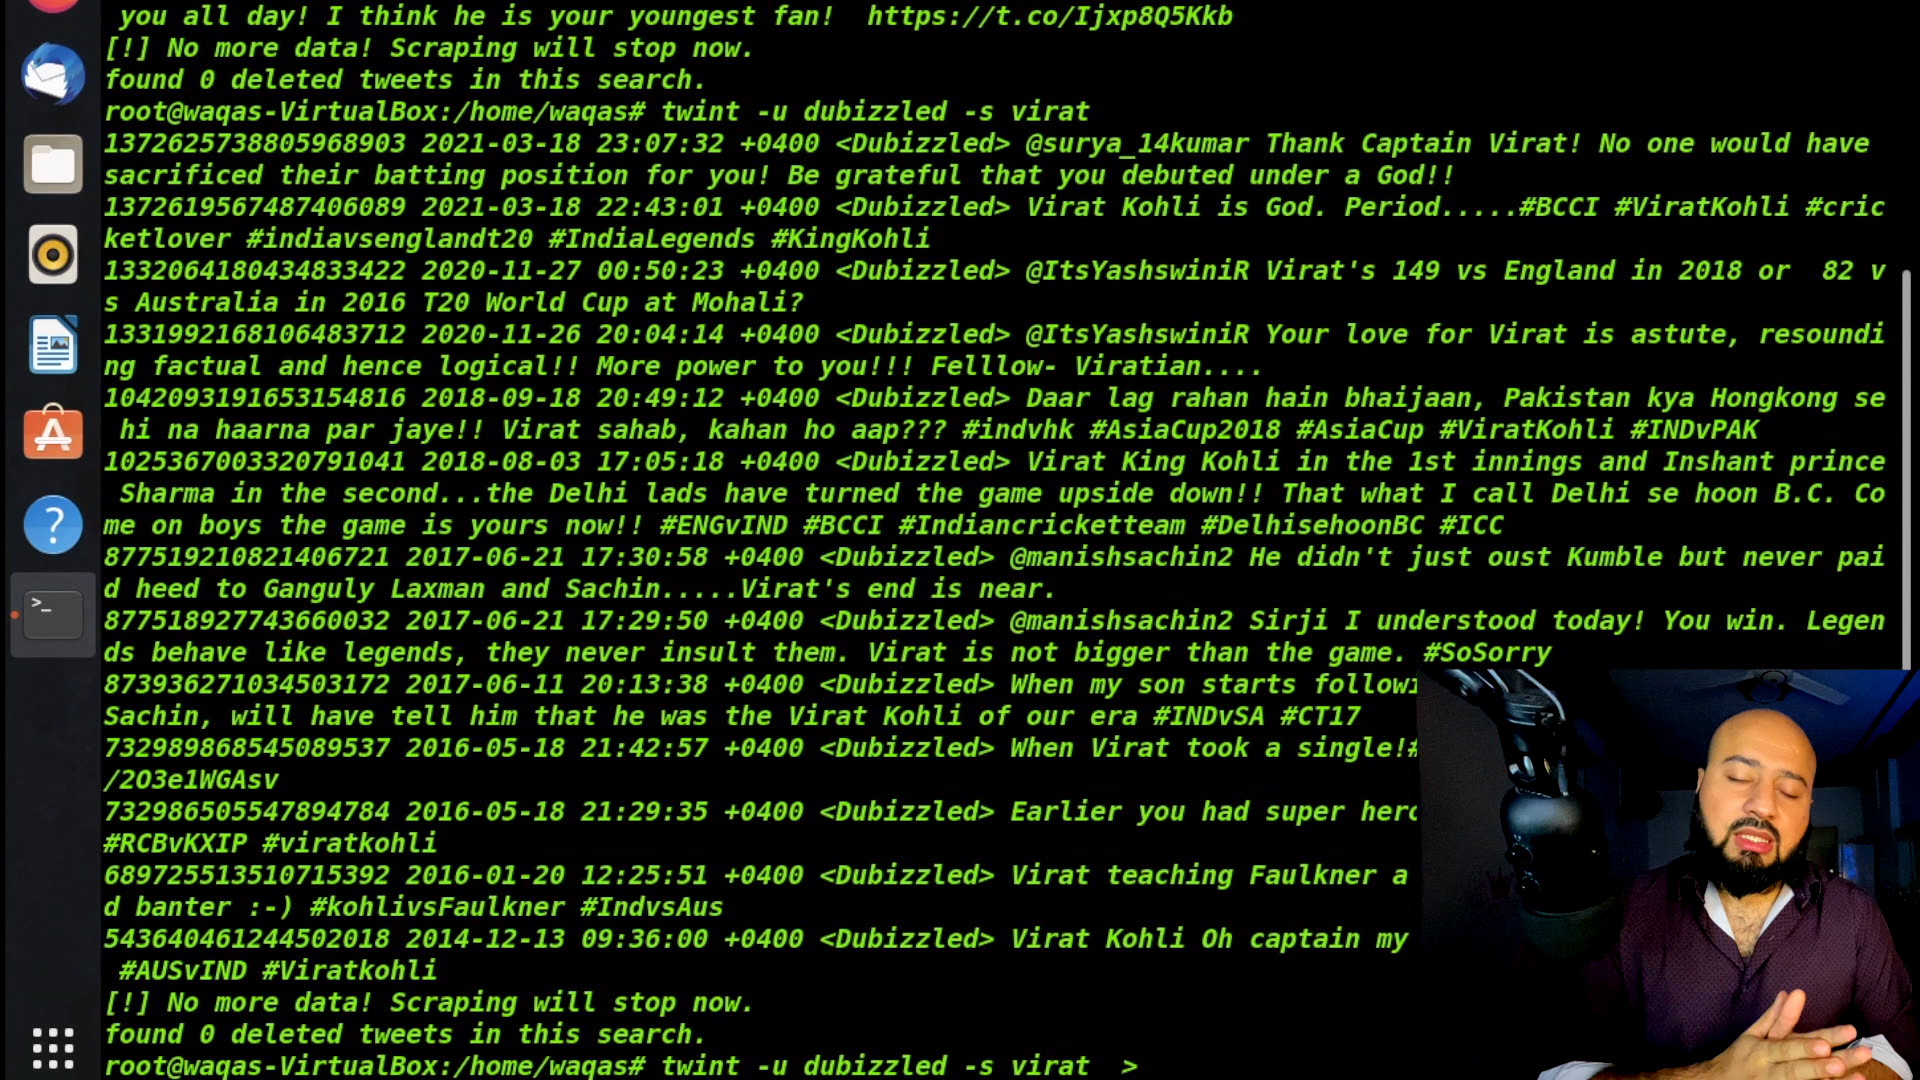 you all day! I think he is your youngest fan!  https://t.co/Ijxp8Q5Kkb
[!] No more data! Scraping will stop now.
found 0 deleted tweets in this search.
root@waqas-VirtualBox:/home/waqas# twint -u dubizzled -s virat
1372625738805968903 2021-03-18 23:07:32 +0400 <Dubizzled> @surya_14kumar Thank Captain Virat! No one would have
sacrificed their batting position for you! Be grateful that you debuted under a God!!
1372619567487406089 2021-03-18 22:43:01 +0400 <Dubizzled> Virat Kohli is God. Period.....#BCCI #ViratKohli #cric
ketlover #indiavsenglandt20 #IndiaLegends #KingKohli
1332064180434833422 2020-11-27 00:50:23 +0400 <Dubizzled> @ItsYashswiniR Virat's 149 vs England in 2018 or  82 v
s Australia in 2016 T20 World Cup at Mohali?
1331992168106483712 2020-11-26 20:04:14 +0400 <Dubizzled> @ItsYashswiniR Your love for Virat is astute, resoundi
ng factual and hence logical!! More power to you!!! Felllow- Viratian....
1042093191653154816 2018-09-18 20:49:12 +0400 <Dubizzled> Daar lag rahan hain bhaijaan, Pakistan kya Hongkong se
hi na haarna par jaye!! Virat sahab, kahan ho aap??? #indvhk #AsiaCup2018 #AsiaCup #ViratKohli #INDvPAK
1025367003320791041 2018-08-03 17:05:18 +0400 <Dubizzled> Virat King Kohli in the 1st innings and Inshant prince
Sharma in the second...the Delhi lads have turned the game upside down!! That what I call Delhi se hoon B.C. Co
me on boys the game is yours now!! #ENGvIND #BCCI #Indiancricketteam #DelhisehoonBC #ICC
877519210821406721 2017-06-21 17:30:58 +0400 <Dubizzled> @manishsachin2 He didn't just oust Kumble but never pai
d heed to Ganguly Laxman and Sachin.....Virat's end is near.
877518927743660032 2017-06-21 17:29:50 +0400 <Dubizzled> @manishsachin2 Sirji I understood today! You win. Legen
ds behave like legends, they never insult them. Virat is not bigger than the game. #SoSorry
873936271034503172 2017-06-11 20:13:38 +0400 <Dubizzled> When my son starts followi
Sachin, will have tell him that he was the Virat Kohli of our era #INDvSA #CT17
732989868545089537 2016-05-18 21:42:57 +0400 <Dubizzled> When Virat took a single!#
/2O3e1WGAsv
732986505547894784 2016-05-18 21:29:35 +0400 <Dubizzled> Earlier you had super hero
#RCBvKXIP #viratkohli
689725513510715392 2016-01-20 12:25:51 +0400 <Dubizzled> Virat teaching Faulkner a
d banter :-) #kohlivsFaulkner #IndvsAus
543640461244502018 2014-12-13 09:36:00 +0400 <Dubizzled> Virat Kohli Oh captain my
#AUSvIND #Viratkohli
[!] No more data! Scraping will stop now.
found 0 deleted tweets in this search.
root@waqas-VirtualBox:/home/waqas# twint -u dubizzled -s virat  >